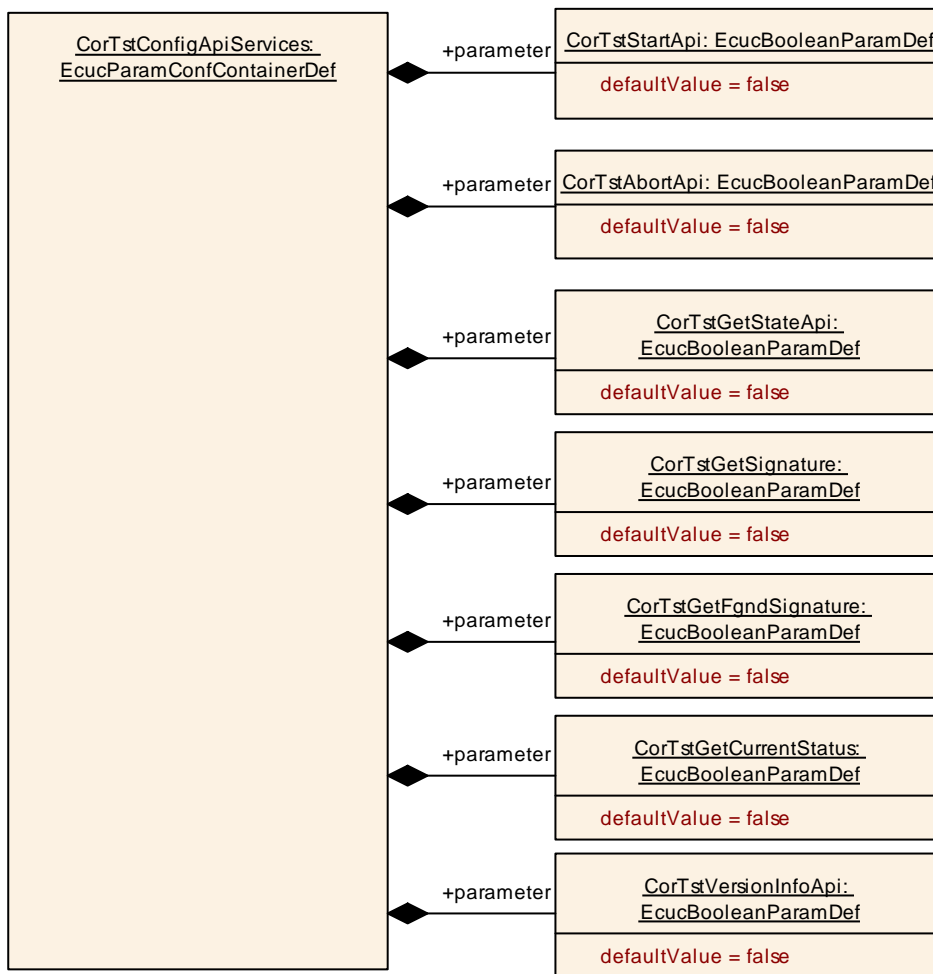 CorTstConfigApiServices:
EcucParamConfContainerDef
+parameter
CorTstStartApi: EcucBooleanParamDef
defaultValue = false
+parameter
CorTstAbortApi: EcucBooleanParamDef
defaultValue = false
+parameter
CorTstGetStateApi:
EcucBooleanParamDef
defaultValue = false
+parameter
CorTstGetSignature:
EcucBooleanParamDef
defaultValue = false
+parameter
CorTstGetFgndSignature:
EcucBooleanParamDef
defaultValue = false
+parameter
CorTstGetCurrentStatus:
EcucBooleanParamDef
defaultValue = false
+parameter
CorTstVersionInfoApi:
EcucBooleanParamDef
defaultValue = false